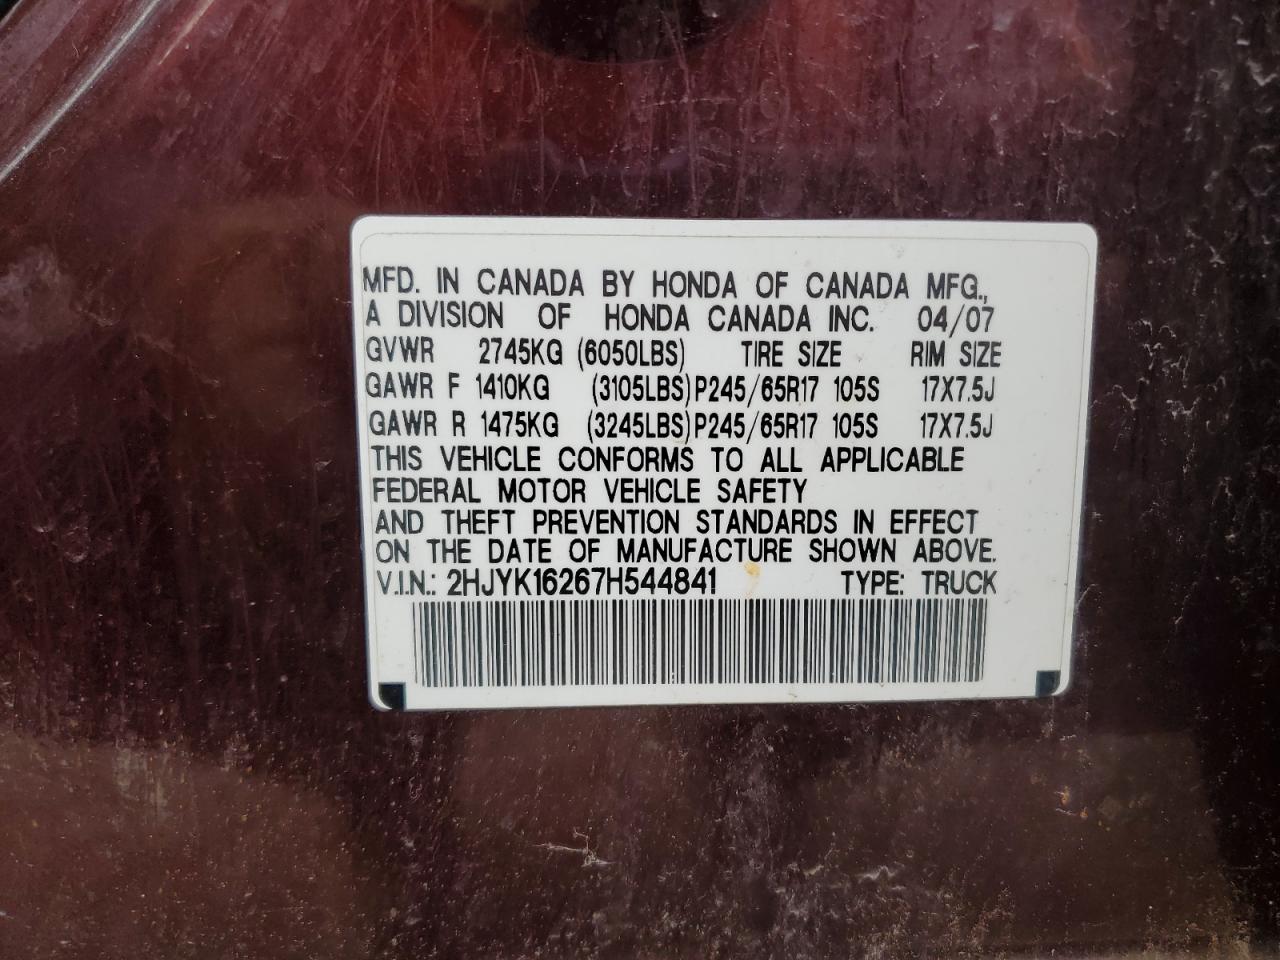 MFD. IN CANADA BY HONDA OF CANADA MFG.,
A DIVISION OF HONDA CANADA INC. 04/07
GVWR 2745KG (6050LBS) TIRE SIZE RIM SIZE
GAWR F 1410KG (3105LBS) P245/65R17 105S 17X7.5J
GAWR R 1475KG (3245LBS) P245/65R17 105S 17X7.5J
THIS VEHICLE CONFORMS TO ALL APPLICABLE
FEDERAL MOTOR VEHICLE SAFETY
AND THEFT PREVENTION STANDARDS IN EFFECT
ON THE DATE OF MANUFACTURE SHOWN ABOVE.
V.I.N.: 2HJYK16267H544841 TYPE: TRUCK